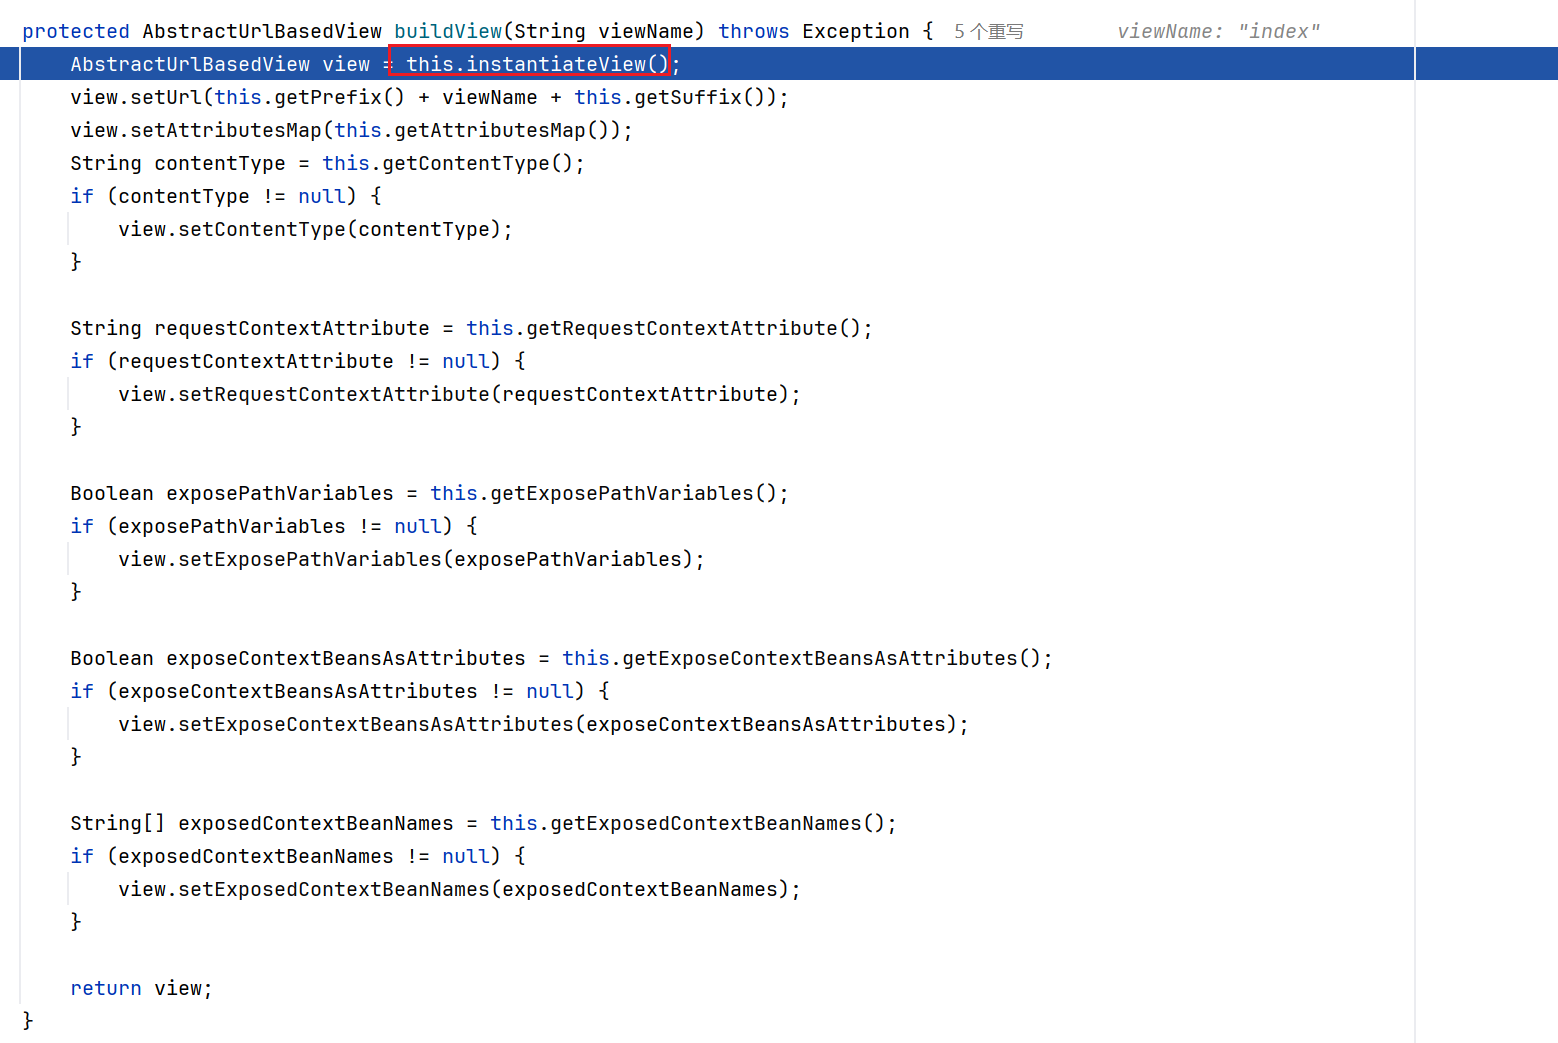 protected AbstractUrlBasedView buildView(String viewName) throws Exception { 5 个重写 viewName: "index"
    AbstractUrlBasedView view = this.instantiateView();
    view.setUrl(this.getPrefix() + viewName + this.getSuffix());
    view.setAttributesMap(this.getAttributesMap());
    String contentType = this.getContentType();
    if (contentType != null) {
        view.setContentType(contentType);
    }

    String requestContextAttribute = this.getRequestContextAttribute();
    if (requestContextAttribute != null) {
        view.setRequestContextAttribute(requestContextAttribute);
    }

    Boolean exposePathVariables = this.getExposePathVariables();
    if (exposePathVariables != null) {
        view.setExposePathVariables(exposePathVariables);
    }

    Boolean exposeContextBeansAsAttributes = this.getExposeContextBeansAsAttributes();
    if (exposeContextBeansAsAttributes != null) {
        view.setExposeContextBeansAsAttributes(exposeContextBeansAsAttributes);
    }

    String[] exposedContextBeanNames = this.getExposedContextBeanNames();
    if (exposedContextBeanNames != null) {
        view.setExposedContextBeanNames(exposedContextBeanNames);
    }

    return view;
}